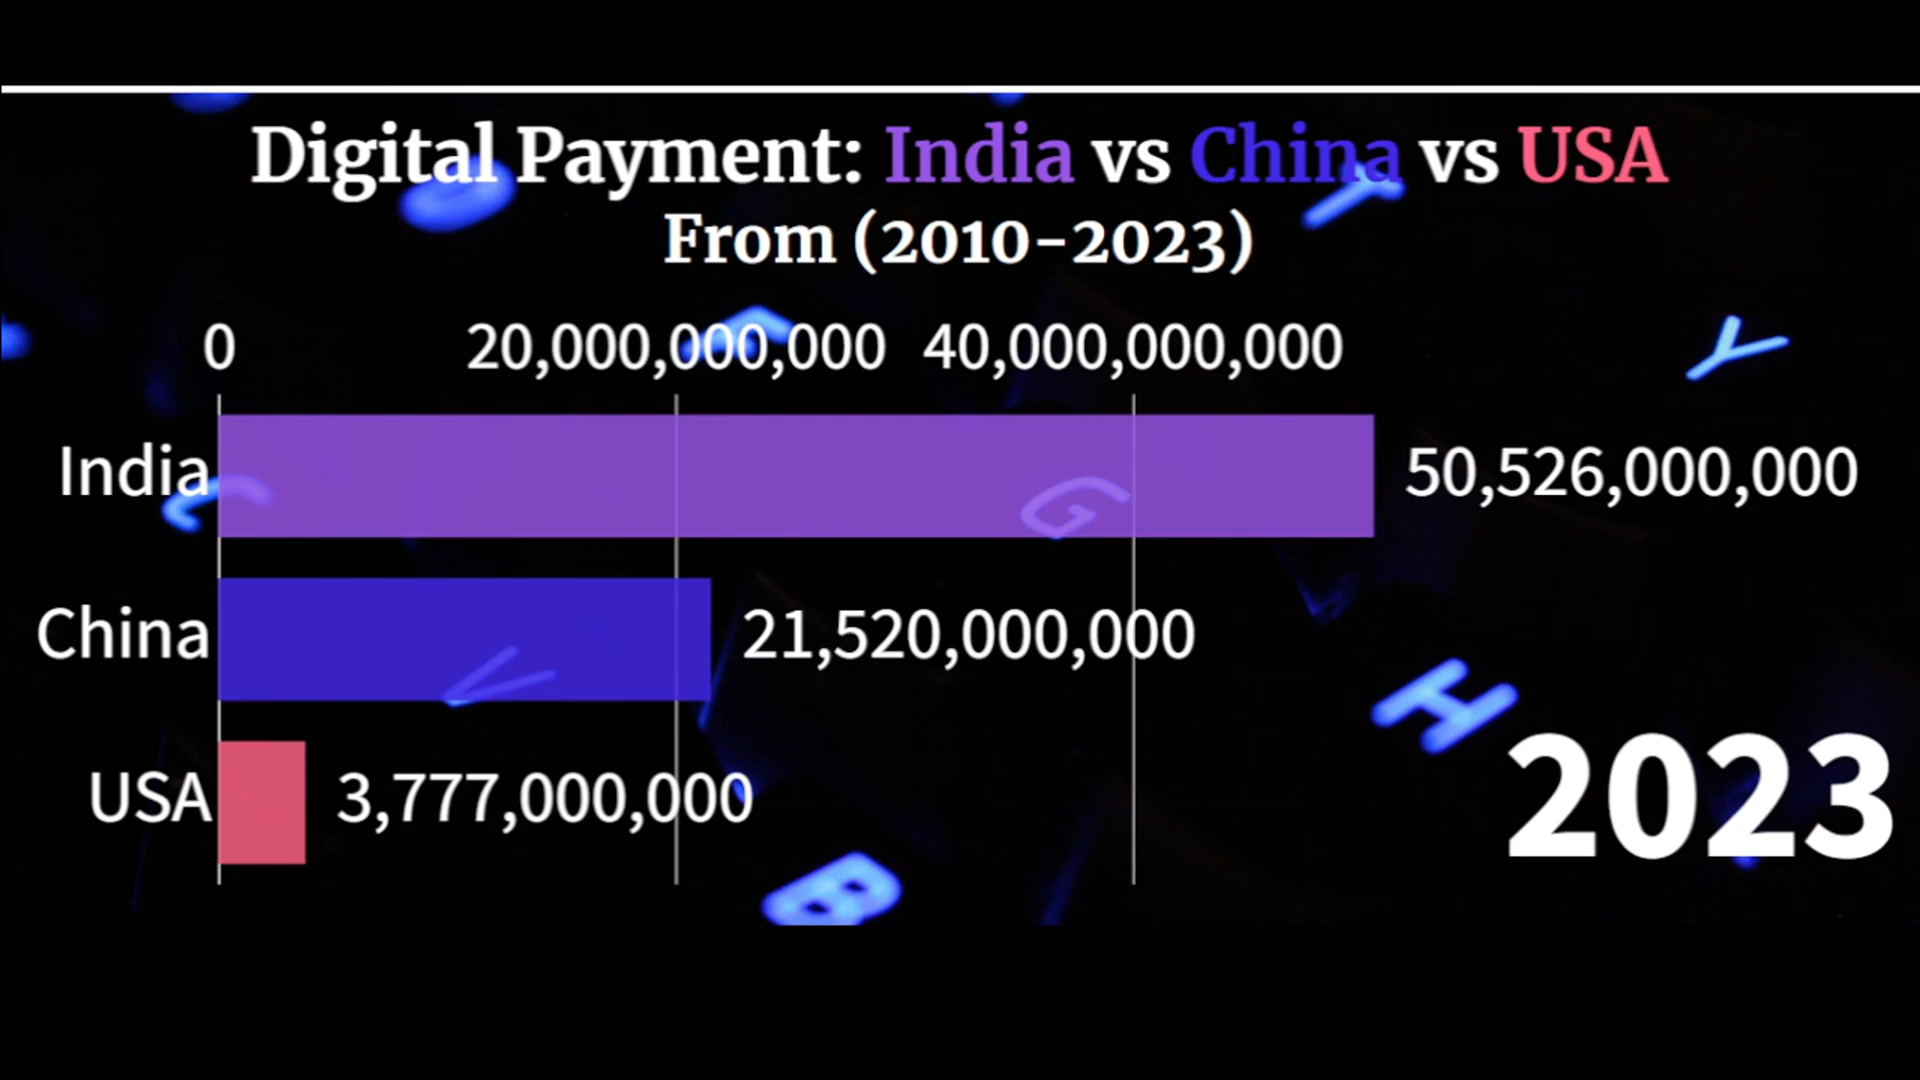 Digital Payment: India vs China vs USA
From (2010-2023)
0 20,000,000,000 40,000,000,000
India 50,526,000,000
China 21,520,000,000
USA 3,777,000,000
2023
Y
G
V
H
B